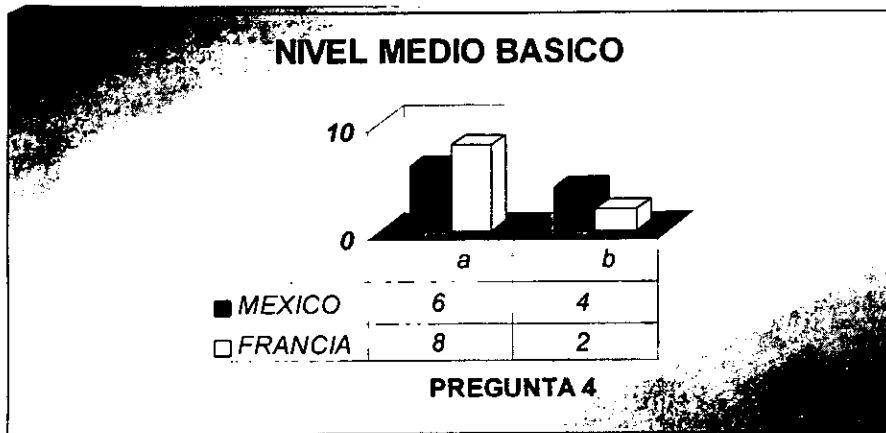 NIVEL MEDIO BASICO
10
0
a b
MEXICO 6 4
FRANCIA 8 2
PREGUNTA 4